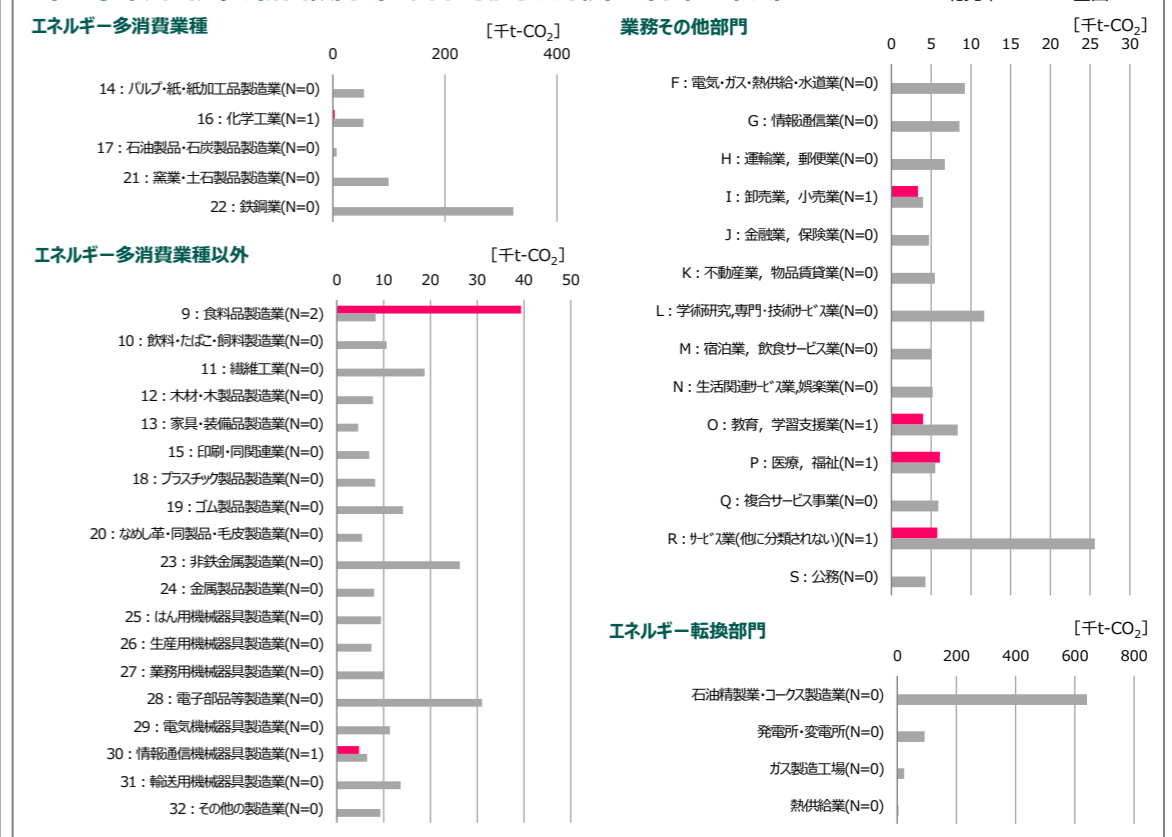 エネルギー多消費業種
[千t-CO2]
0 200 400
14:パルプ・紙・紙加工品製造業(N=0)
16:化学工業(N=1)
17:石油製品・石炭製品製造業(N=0)
21:窯業・土石製品製造業(N=0)
22:鉄鋼業(N=0)
エネルギー多消費業種以外
[千t-CO2]
0 10 20 30 40 50
9:食料品製造業(N=2)
10:飲料・たばこ・飼料製造業(N=0)
11:繊維工業(N=0)
12:木材・木製品製造業(N=0)
13:家具・装備品製造業(N=0)
15:印刷・同関連業(N=0)
18:プラスチック製品製造業(N=0)
19:ゴム製品製造業(N=0)
20:なめし革・同製品・毛皮製造業(N=0)
23:非鉄金属製造業(N=0)
24:金属製品製造業(N=0)
25:はん用機械器具製造業(N=0)
26:生産用機械器具製造業(N=0)
27:業務用機械器具製造業(N=0)
28:電子部品等製造業(N=0)
29:電気機械器具製造業(N=0)
30:情報通信機械器具製造業(N=1)
31:輸送用機械器具製造業(N=0)
32:その他の製造業(N=0)
業務その他部門
[千t-CO2]
0 5 10 15 20 25 30
F:電気・ガス・熱供給・水道業(N=0)
G:情報通信業(N=0)
H:運輸業，郵便業(N=0)
I:卸売業，小売業(N=1)
J:金融業，保険業(N=0)
K:不動産業，物品賃貸業(N=0)
L:学術研究,専門・技術サービス業(N=0)
M:宿泊業，飲食サービス業(N=0)
N:生活関連サービス業,娯楽業(N=0)
O:教育，学習支援業(N=1)
P:医療，福祉(N=1)
Q:複合サービス事業(N=0)
R:サービス業(他に分類されない)(N=1)
S:公務(N=0)
エネルギー転換部門
[千t-CO2]
0 200 400 600 800
石油精製業・コークス製造業(N=0)
発電所・変電所(N=0)
ガス製造工場(N=0)
熱供給業(N=0)